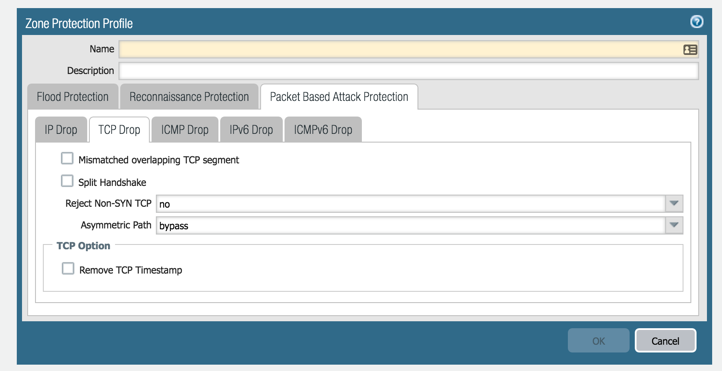 Zone Protection Profile
Name
Description
Flood Protection Reconnaissance Protection Packet Based Attack Protection
IP Drop TCP Drop ICMP Drop IPv6 Drop ICMPv6 Drop
Mismatched overlapping TCP segment
Split Handshake
Reject Non-SYN TCP no
Asymmetric Path bypass
TCP Option
Remove TCP Timestamp
OK Cancel